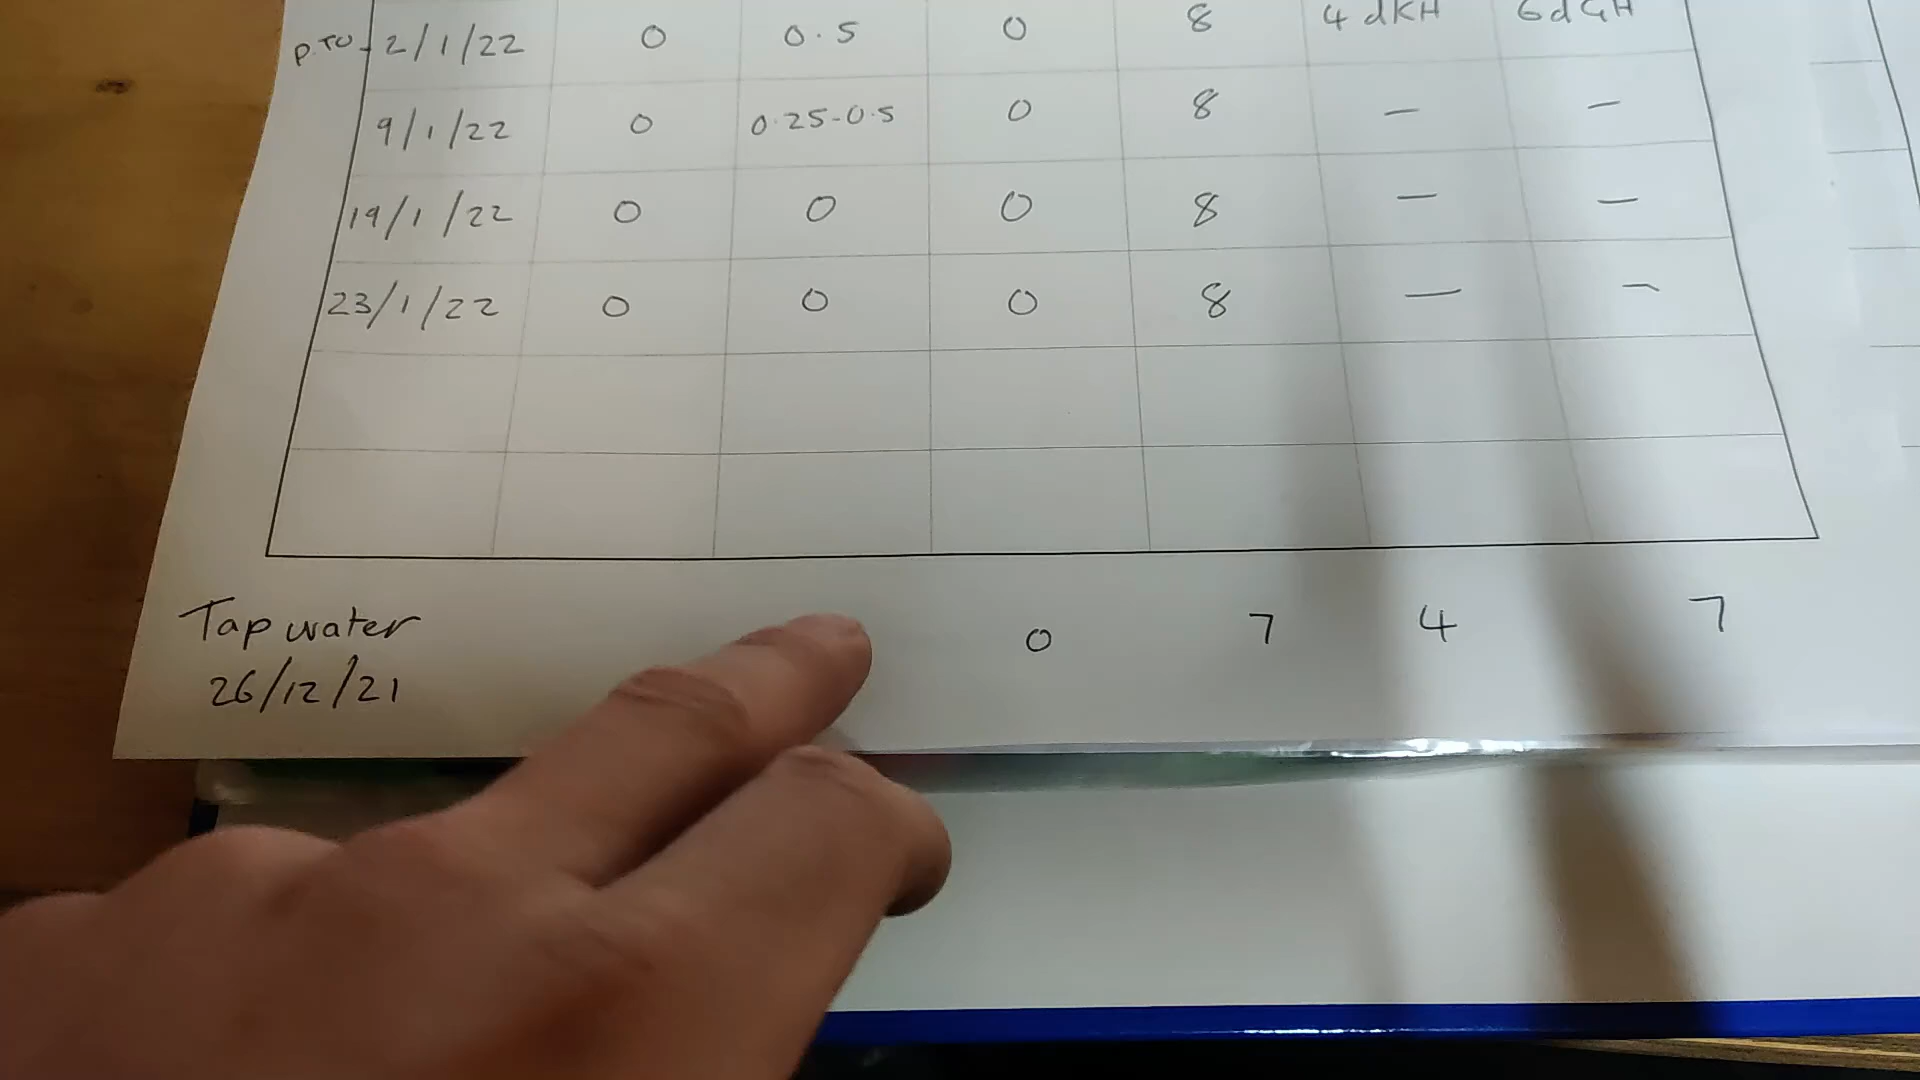 P.TO 2/1/22 0 0.5 0 8 4 dKH 6 dGH
9/1/22 0 0.25-0.5 0 8 — —
19/1/22 0 0 0 8 — —
23/1/22 0 0 0 8 — —
Tap water 0 7 4 7
26/12/21